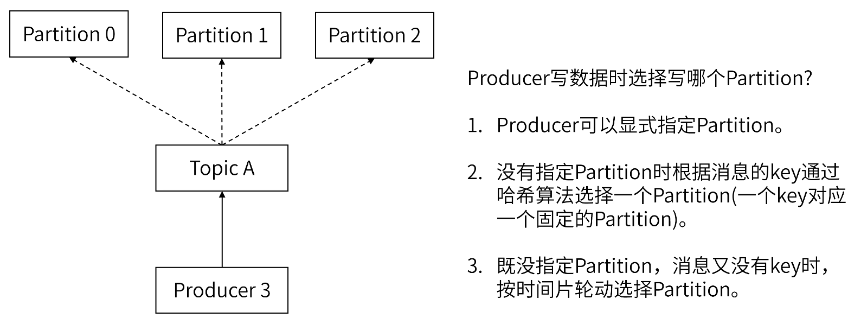 Partition 0
Partition 1
Partition 2
Topic A
Producer 3
Producer写数据时选择写哪个Partition?
1. Producer可以显式指定Partition。
2. 没有指定Partition时根据消息的key通过
哈希算法选择一个Partition(一个key对应
一个固定的Partition)。
3. 既没指定Partition，消息又没有key时，
按时间片轮动选择Partition。